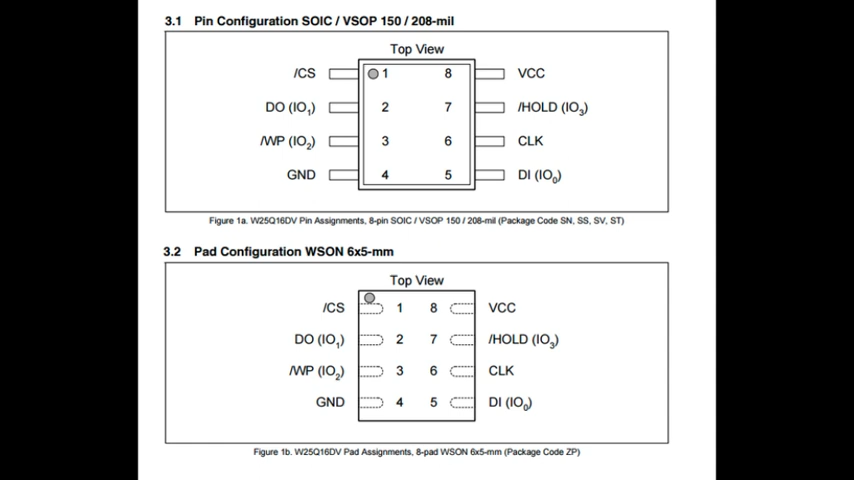 3.1 Pin Configuration SOIC / VSOP 150 / 208-mil
Top View
/CS 1 8 VCC
DO (IO1) 2 7 /HOLD (IO3)
/WP (IO2) 3 6 CLK
GND 4 5 DI (IO0)
Figure 1a. W25Q16DV Pin Assignments, 8-pin SOIC / VSOP 150 / 208-mil (Package Code SN, SS, SV, ST)
3.2 Pad Configuration WSON 6x5-mm
Top View
/CS 1 8 VCC
DO (IO1) 2 7 /HOLD (IO3)
/WP (IO2) 3 6 CLK
GND 4 5 DI (IO0)
Figure 1b. W25Q16DV Pad Assignments, 8-pad WSON 6x5-mm (Package Code ZP)